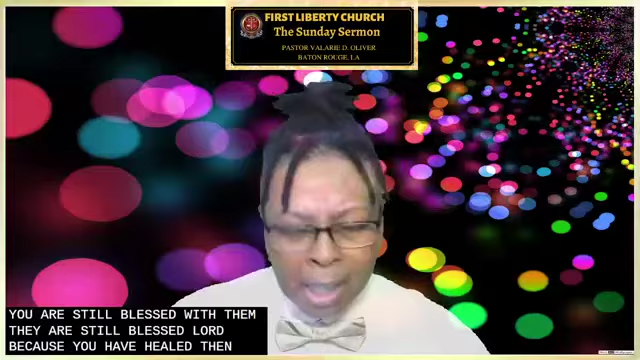 FIRST LIBERTY CHURCH
The Sunday Sermon
PASTOR VALARIE D. OLIVER
BATON ROUGE, LA
YOU ARE STILL BLESSED WITH THEM
THEY ARE STILL BLESSED LORD
BECAUSE YOU HAVE HEALED THEN